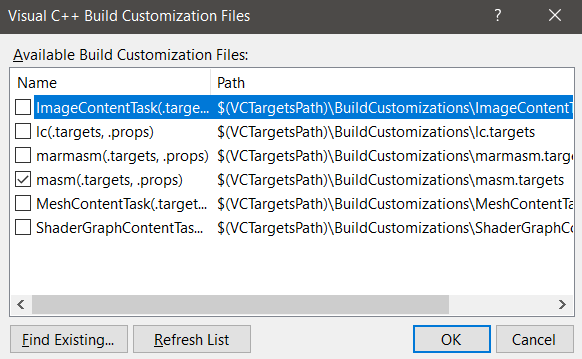 Visual C++ Build Customization Files
Available Build Customization Files:
Name Path
ImageContentTask(.targe... $(VCTargetsPath)\BuildCustomizations\ImageContentT
lc(.targets, .props) $(VCTargetsPath)\BuildCustomizations\lc.targets
marmasm(.targets, .props) $(VCTargetsPath)\BuildCustomizations\marmasm.targe
masm(.targets, .props) $(VCTargetsPath)\BuildCustomizations\masm.targets
MeshContentTask(.target... $(VCTargetsPath)\BuildCustomizations\MeshContentTa
ShaderGraphContentTas... $(VCTargetsPath)\BuildCustomizations\ShaderGraphCo
Find Existing... Refresh List OK Cancel